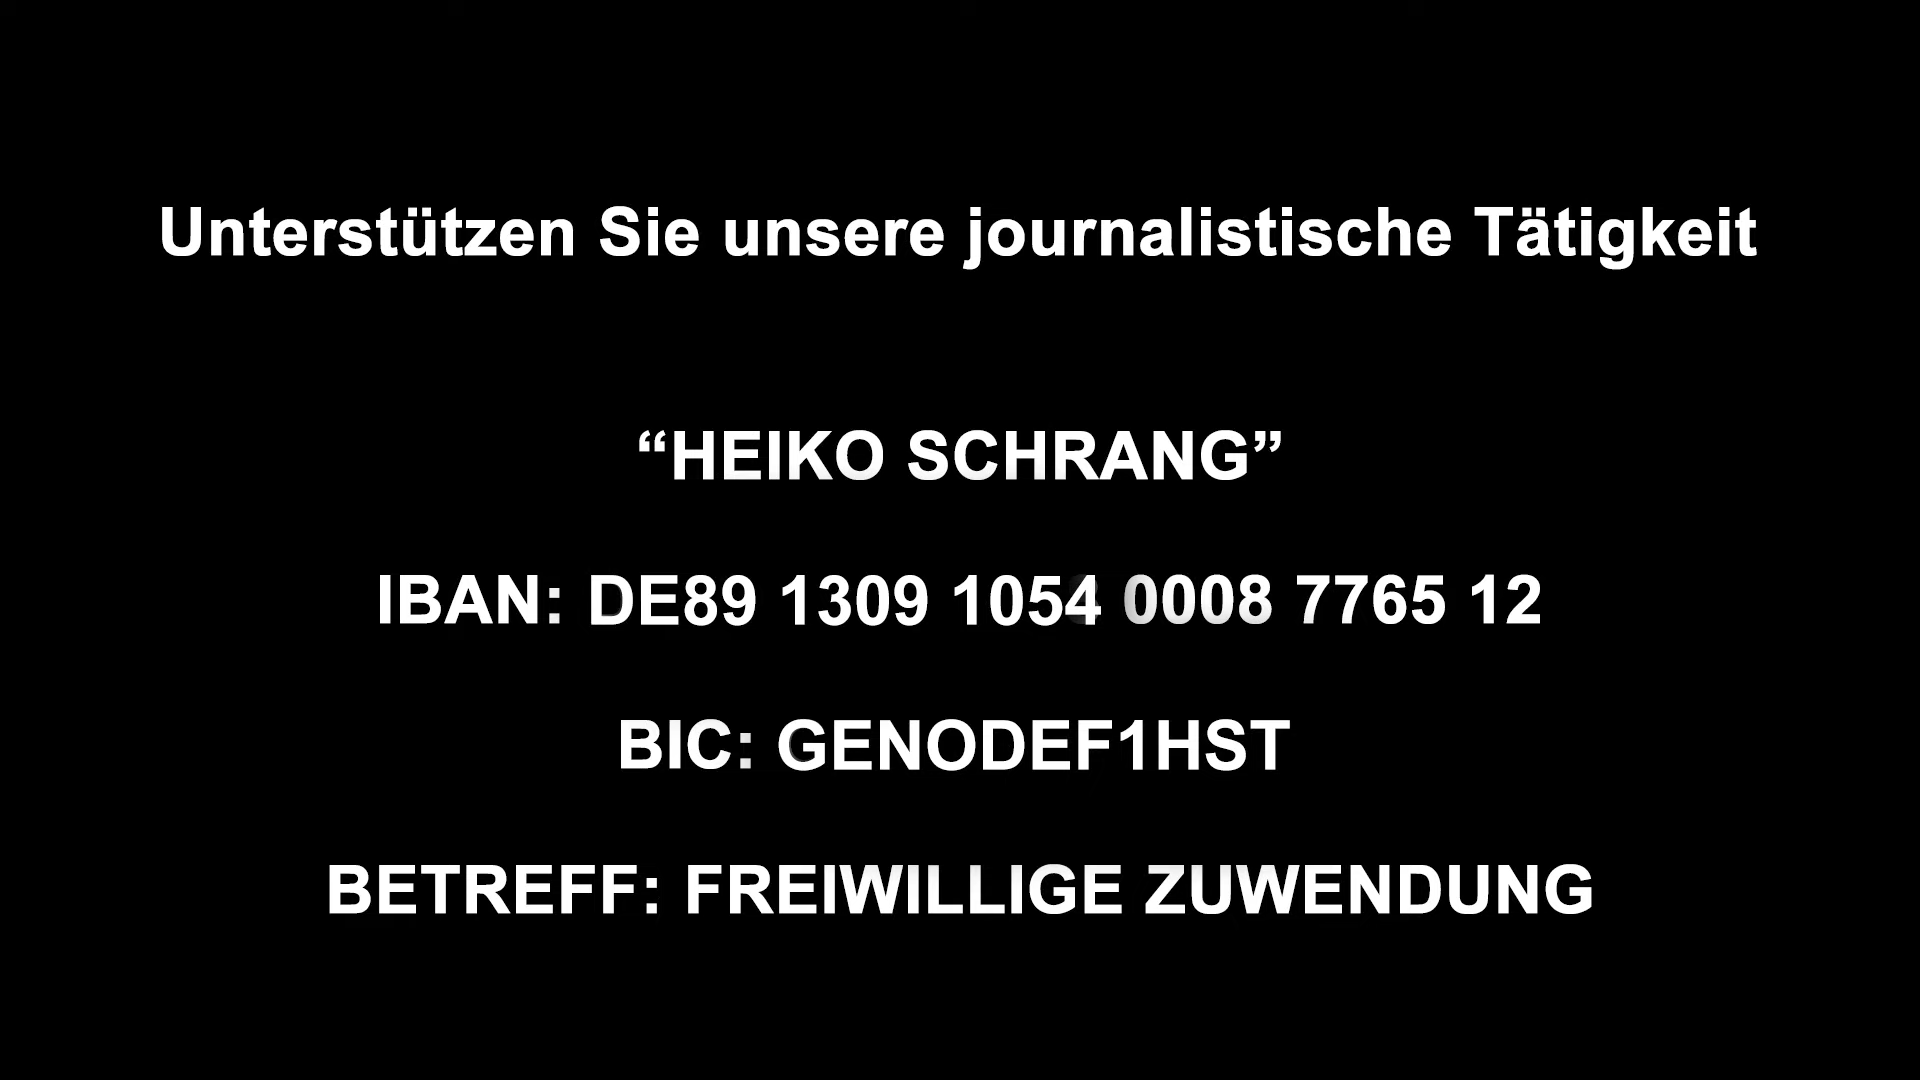 Unterstützen Sie unsere journalistische Tätigkeit
“HEIKO SCHRANG”
IBAN: DE89 1309 1054 0008 7765 12
BIC: GENODEF1HST
BETREFF: FREIWILLIGE ZUWENDUNG